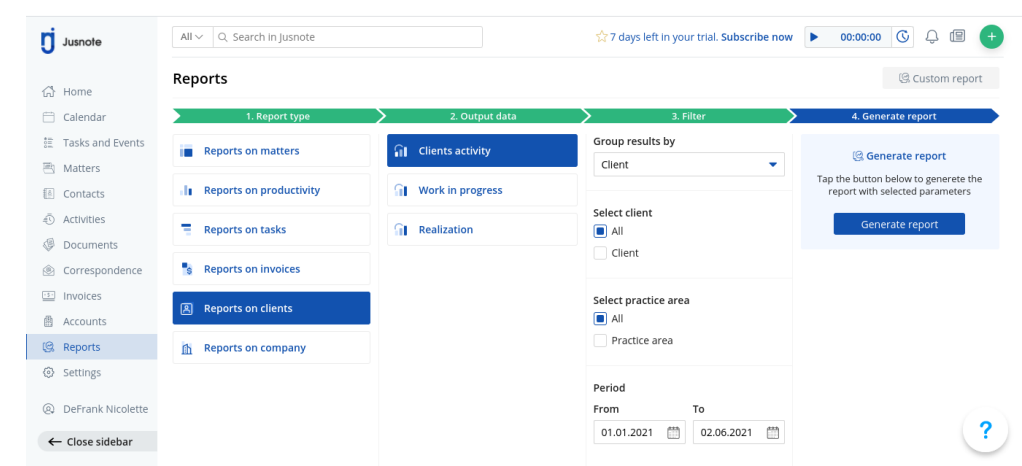 Jusnote
All
Search in Jusnote
7 days left in your trial. Subscribe now
00:00:00
Home
Calendar
Tasks and Events
Matters
Contacts
Activities
Documents
Correspondence
Invoices
Accounts
Reports
Settings
DeFrank Nicolette
Close sidebar
Reports
Custom report
1. Report type
2. Output data
3. Filter
4. Generate report
Reports on matters
Reports on productivity
Reports on tasks
Reports on invoices
Reports on clients
Reports on company
Clients activity
Work in progress
Realization
Group results by
Client
Select client
All
Client
Select practice area
All
Practice area
Period
From
To
01.01.2021
02.06.2021
Generate report
Tap the button below to generete the
report with selected parameters
Generate report
?